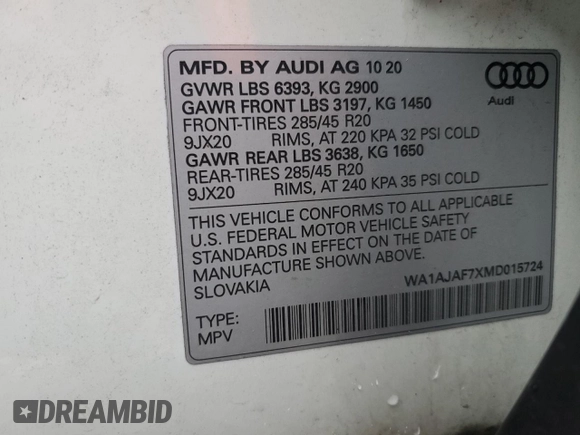 MFD. BY AUDI AG 10 20
GVWR LBS 6393, KG 2900
GAWR FRONT LBS 3197, KG 1450
FRONT-TIRES 285/45 R20
9JX20 RIMS, AT 220 KPA 32 PSI COLD
GAWR REAR LBS 3638, KG 1650
REAR-TIRES 285/45 R20
9JX20 RIMS, AT 240 KPA 35 PSI COLD
Audi
THIS VEHICLE CONFORMS TO ALL APPLICABLE
U.S. FEDERAL MOTOR VEHICLE SAFETY
STANDARDS IN EFFECT ON THE DATE OF
MANUFACTURE SHOWN ABOVE.
SLOVAKIA
WA1AJAF7XMD015724
TYPE:
MPV
DREAMBID